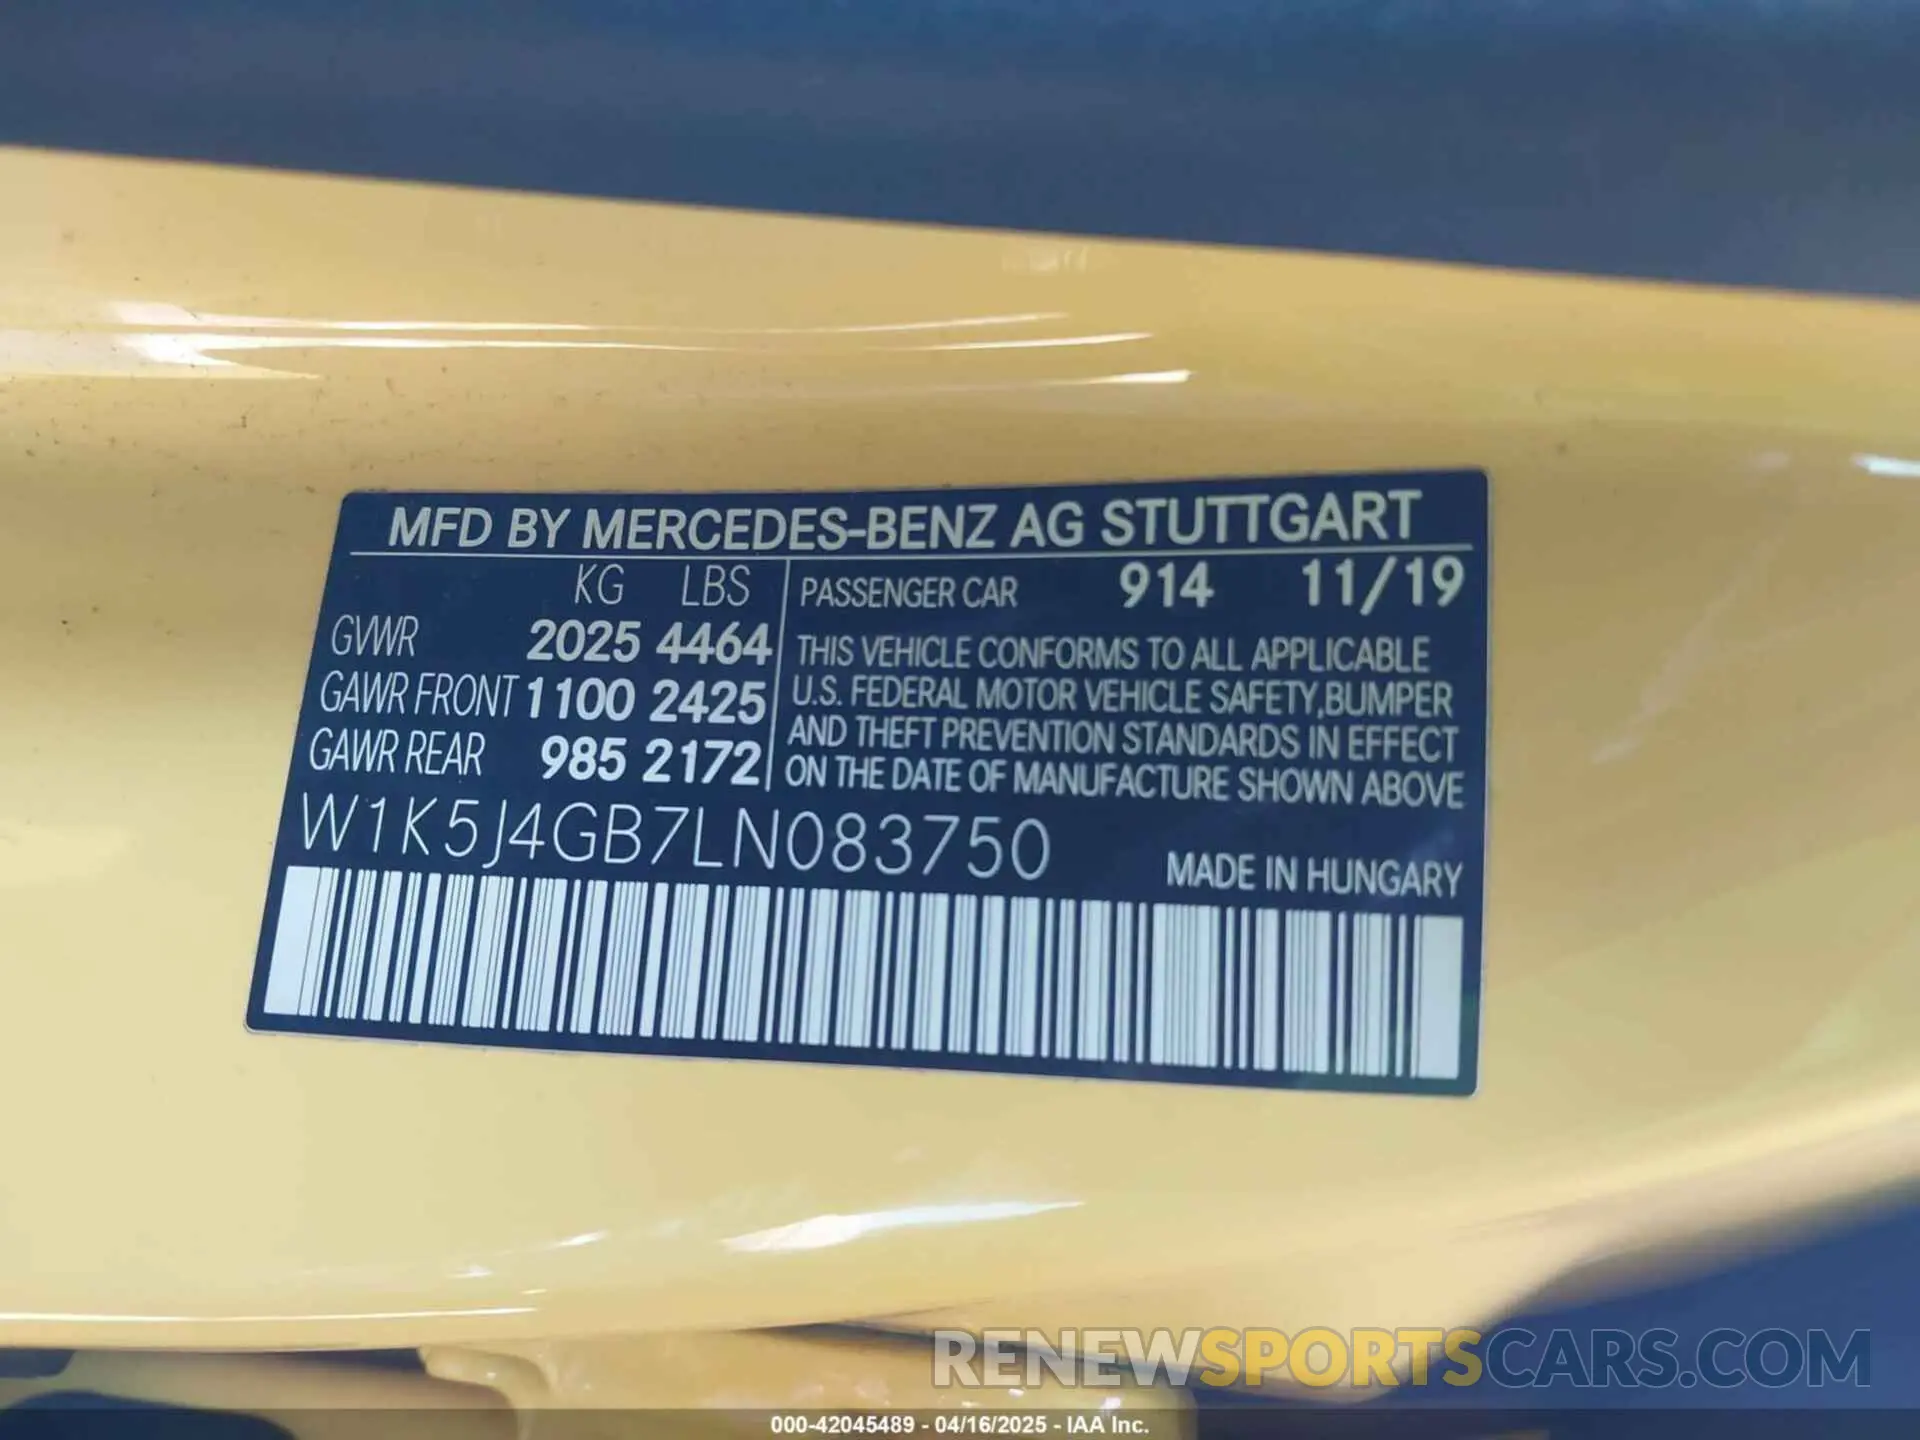 MFD BY MERCEDES-BENZ AG STUTTGART
KG LBS
GVWR 2025 4464
GAWR FRONT 1100 2425
GAWR REAR 985 2172
PASSENGER CAR 914 11/19
THIS VEHICLE CONFORMS TO ALL APPLICABLE
U.S. FEDERAL MOTOR VEHICLE SAFETY,BUMPER
AND THEFT PREVENTION STANDARDS IN EFFECT
ON THE DATE OF MANUFACTURE SHOWN ABOVE
W1K5J4GB7LN083750
MADE IN HUNGARY
RENEWSPORTSCARS.COM
000-42045489 - 04/16/2025 - IAA Inc.